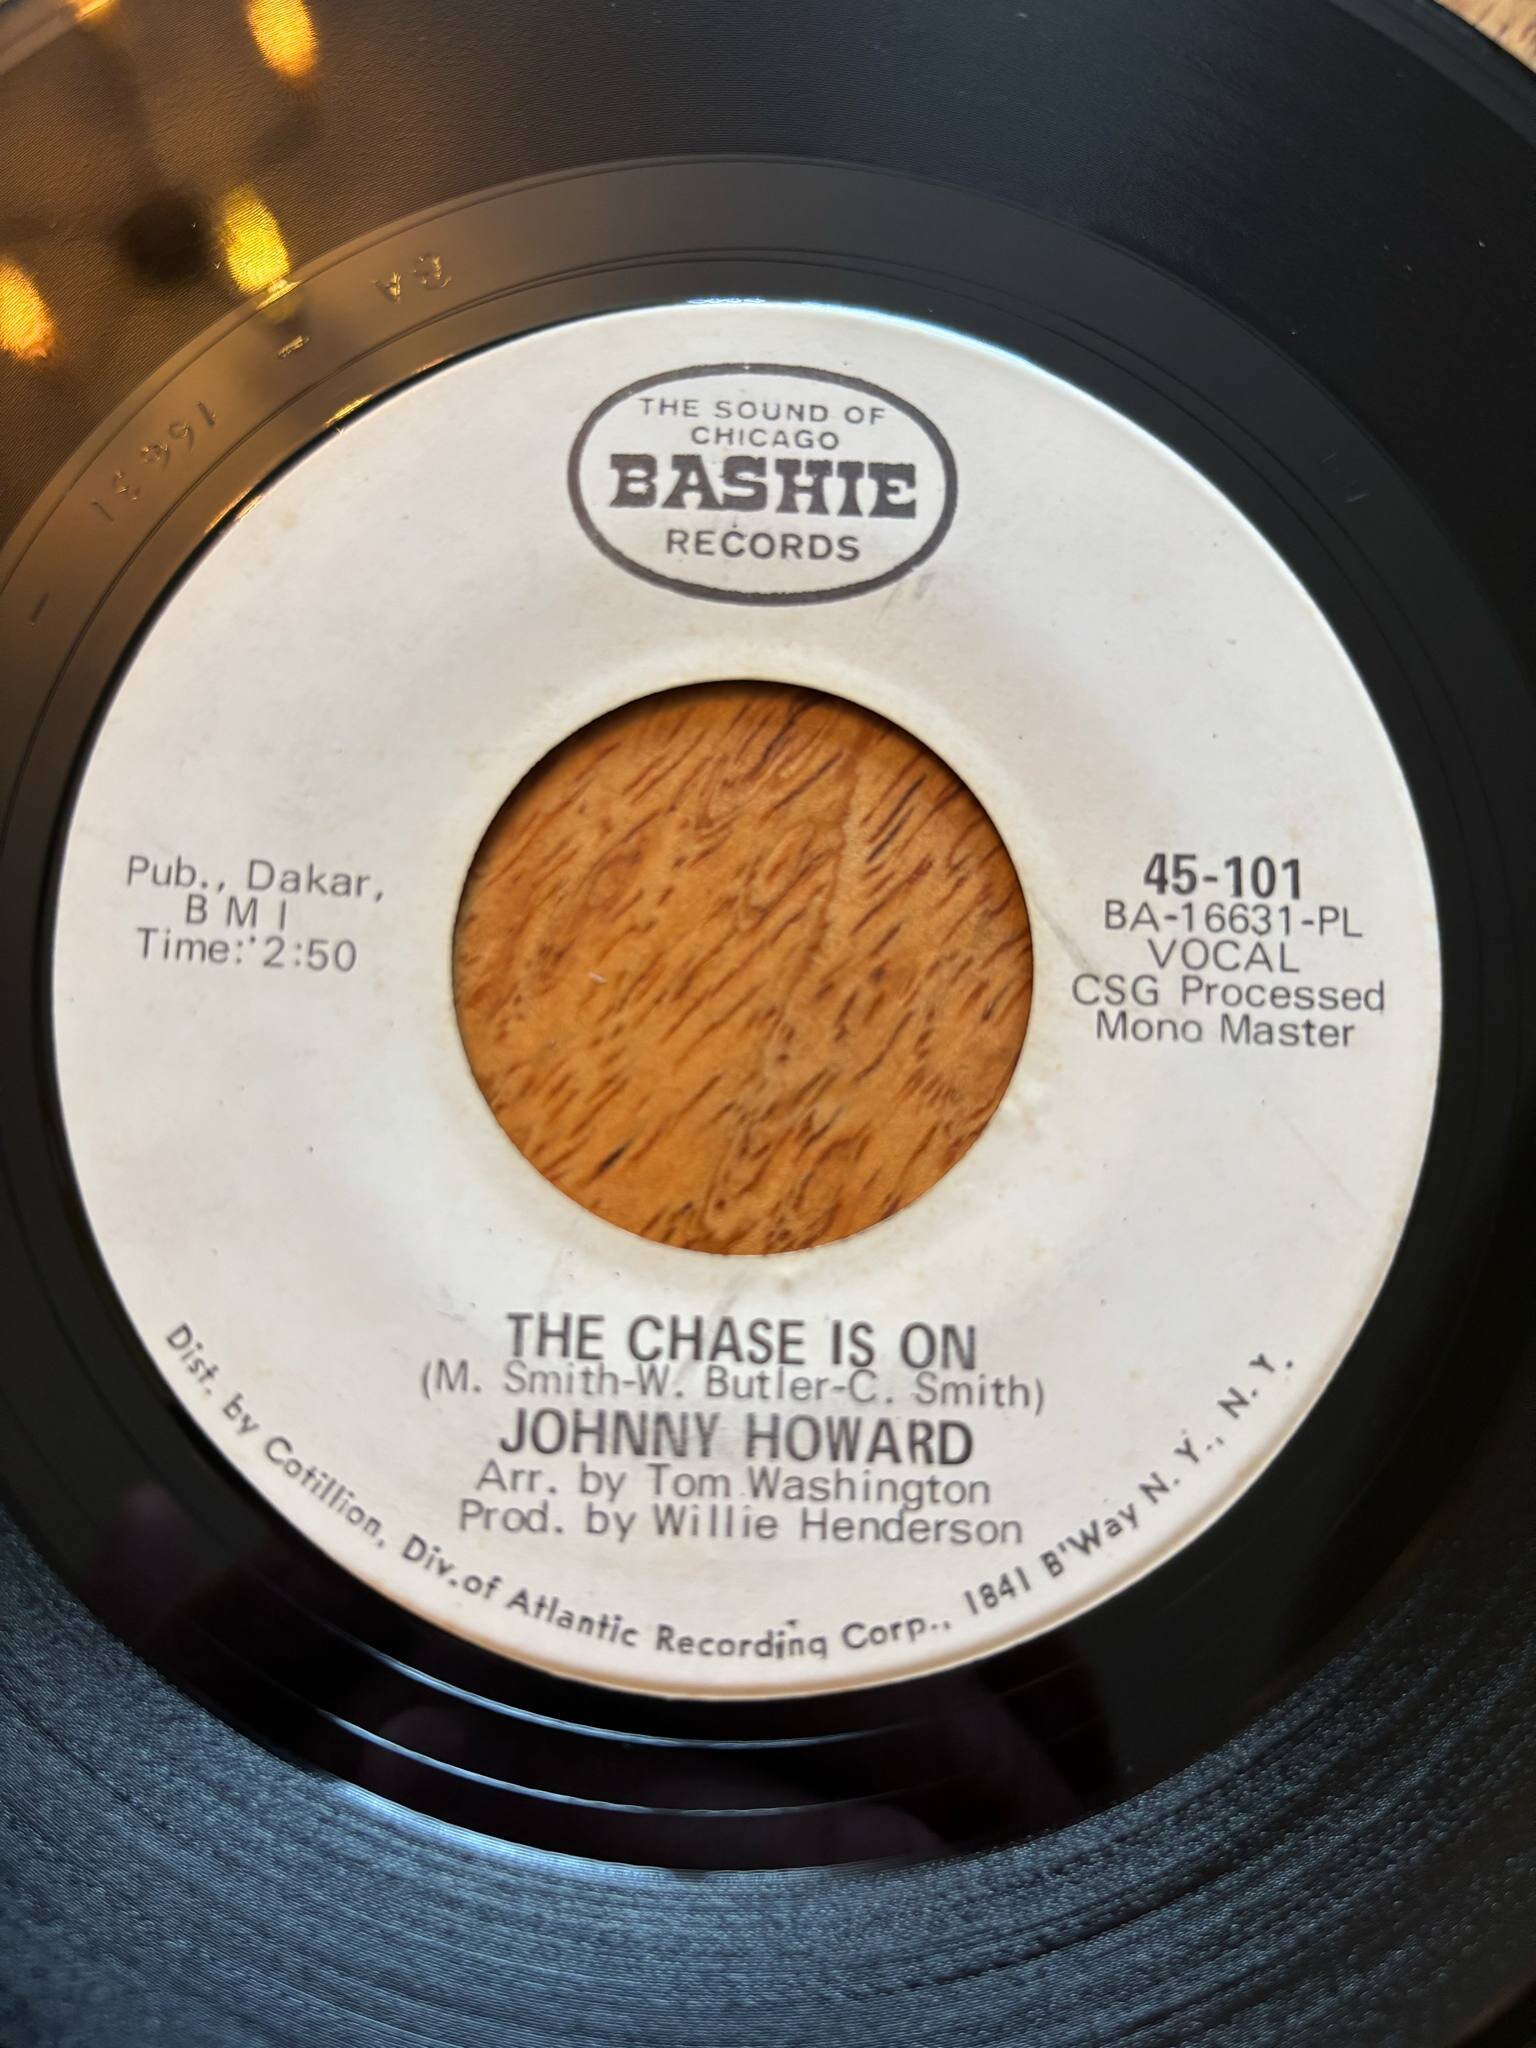 THE SOUND OF
CHICAGO
BASHIE
RECORDS
Pub., Dakar,
B M I
Time: 2:50
45-101
BA-16631-PL
VOCAL
CSG Processed
Mono Master
THE CHASE IS ON
(M. Smith-W. Butler-C. Smith)
JOHNNY HOWARD
Arr. by Tom Washington
Prod. by Willie Henderson
Dist. by Cotillion, Div. of Atlantic Recording Corp., 1841 B'Way N. Y., N. Y.